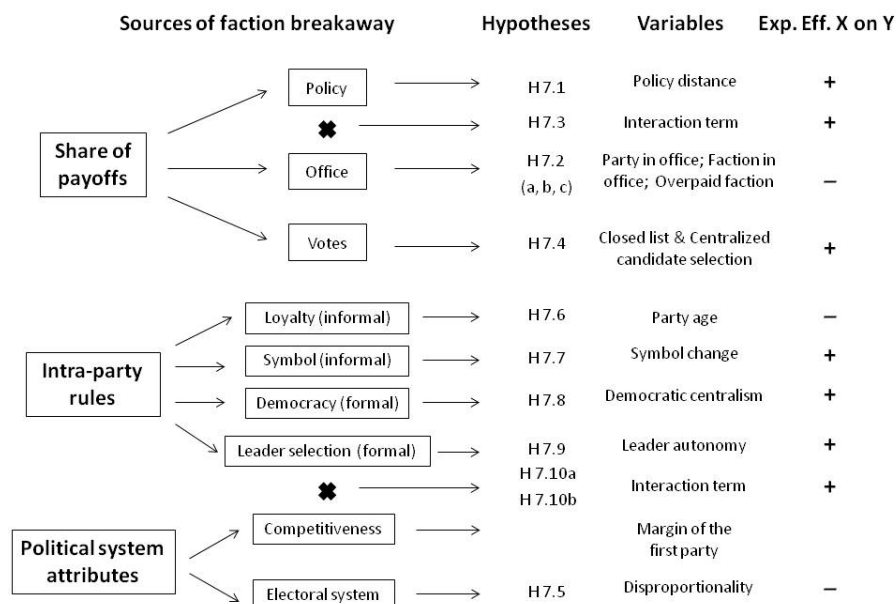 Sources of faction breakaway Hypotheses Variables Exp. Eff. X on Y
Policy H 7.1 Policy distance +
✖ H 7.3 Interaction term +
Share of
payoffs
Office H 7.2 Party in office; Faction in
(a, b, c) office; Overpaid faction –
Votes H 7.4 Closed list & Centralized
candidate selection +
Loyalty (informal) H 7.6 Party age –
Symbol (informal) H 7.7 Symbol change +
Intra-party
rules
Democracy (formal) H 7.8 Democratic centralism +
Leader selection (formal) H 7.9 Leader autonomy +
H 7.10a
✖ H 7.10b Interaction term +
Competitiveness Margin of the
first party
Political system
attributes
Electoral system H 7.5 Disproportionality –